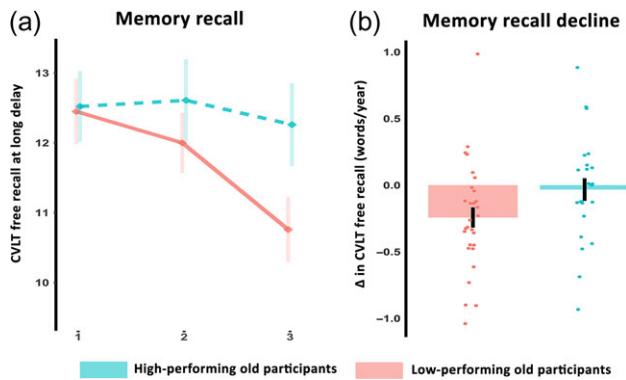 (a)
Memory recall
CVLT free recall at long delay
13
12
11
10
1
2
3
(b)
Memory recall decline
Δ in CVLT free recall (words/year)
1.0
0.5
0.0
−0.5
−1.0
High-performing old participants
Low-performing old participants